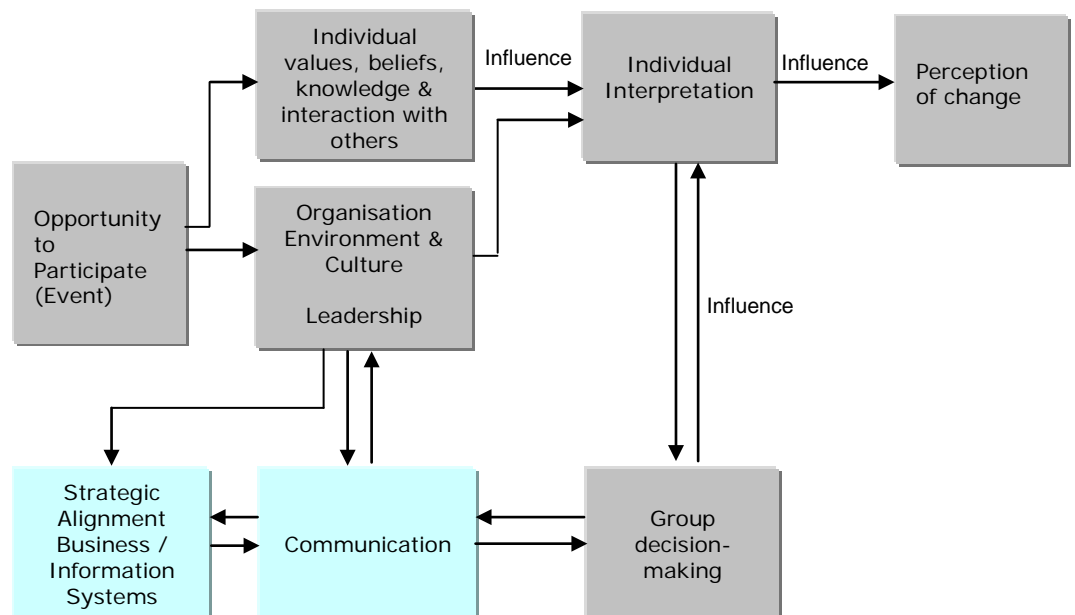 Individual
values, beliefs,
knowledge &
interaction with
others
Influence
Individual
Interpretation
Influence
Perception
of change
Opportunity
to
Participate
(Event)
Organisation
Environment &
Culture
Leadership
Influence
Strategic
Alignment
Business /
Information
Systems
Communication
Group
decision-
making